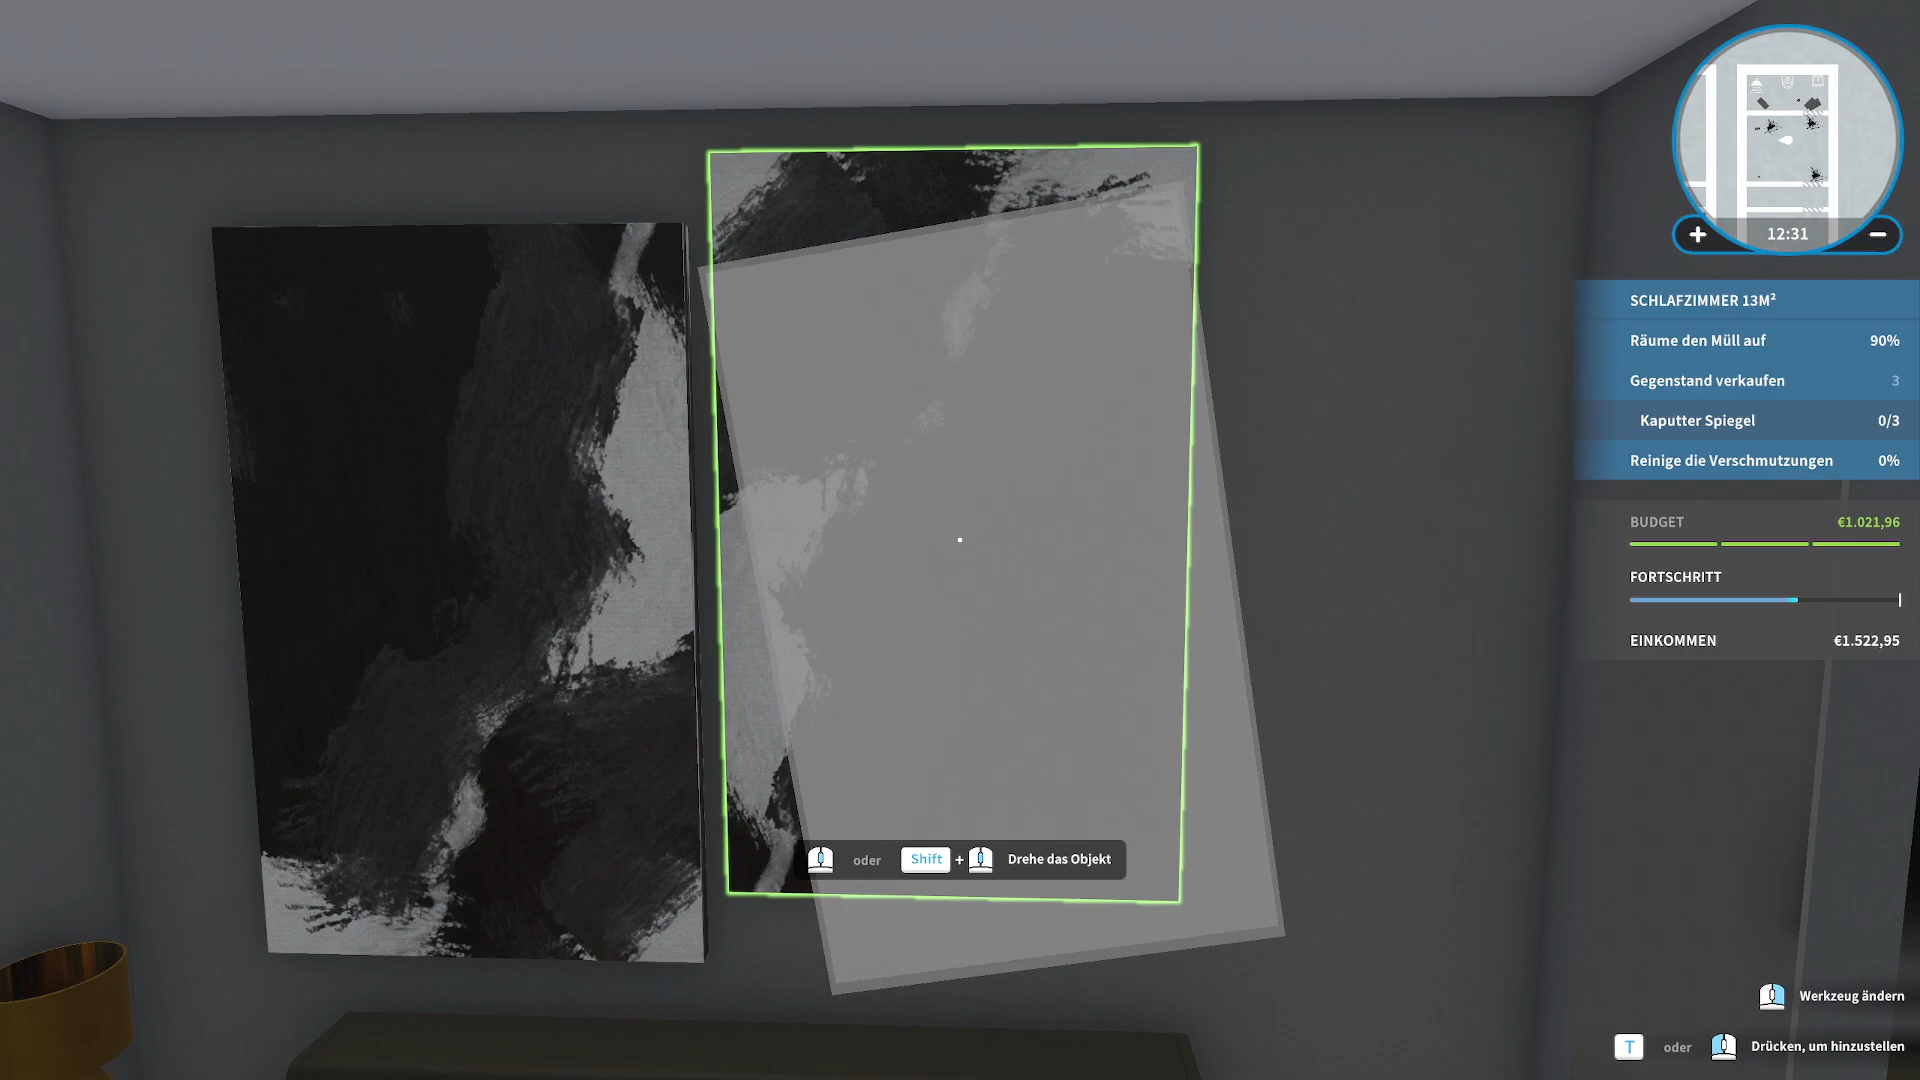 12:31
SCHLAFZIMMER 13M²
Räume den Müll auf 90%
Gegenstand verkaufen 3
Kaputter Spiegel 0/3
Reinige die Verschmutzungen 0%
BUDGET €1.021,96
FORTSCHRITT
EINKOMMEN €1.522,95
oder Shift + Drehe das Objekt
Werkzeug ändern
T oder Drücken, um hinzustellen